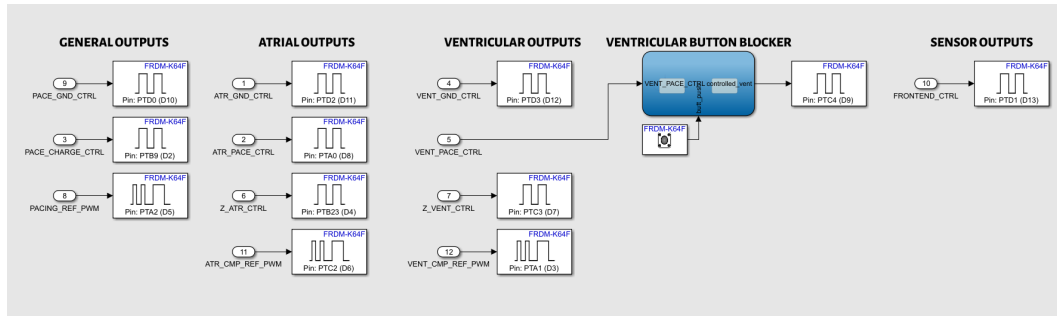 GENERAL OUTPUTS
FRDM-K64F
9
PACE_GND_CTRL
Pin: PTD0 (D10)
FRDM-K64F
3
PACE_CHARGE_CTRL
Pin: PTB9 (D2)
FRDM-K64F
8
PACING_REF_PWM
Pin: PTA2 (D5)
ATRIAL OUTPUTS
FRDM-K64F
1
ATR_GND_CTRL
Pin: PTD2 (D11)
FRDM-K64F
2
ATR_PACE_CTRL
Pin: PTA0 (D8)
FRDM-K64F
6
Z_ATR_CTRL
Pin: PTB23 (D4)
FRDM-K64F
11
ATR_CMP_REF_PWM
Pin: PTC2 (D6)
VENTRICULAR OUTPUTS
FRDM-K64F
4
VENT_GND_CTRL
Pin: PTD3 (D12)
5
VENT_PACE_CTRL
FRDM-K64F
7
Z_VENT_CTRL
Pin: PTC3 (D7)
FRDM-K64F
12
VENT_CMP_REF_PWM
Pin: PTA1 (D3)
VENTRICULAR BUTTON BLOCKER
VENT_PACE_CTRL
controlled_vent
FRDM-K64F
FRDM-K64F
Pin: PTC4 (D9)
SENSOR OUTPUTS
FRDM-K64F
10
FRONTEND_CTRL
Pin: PTD1 (D13)